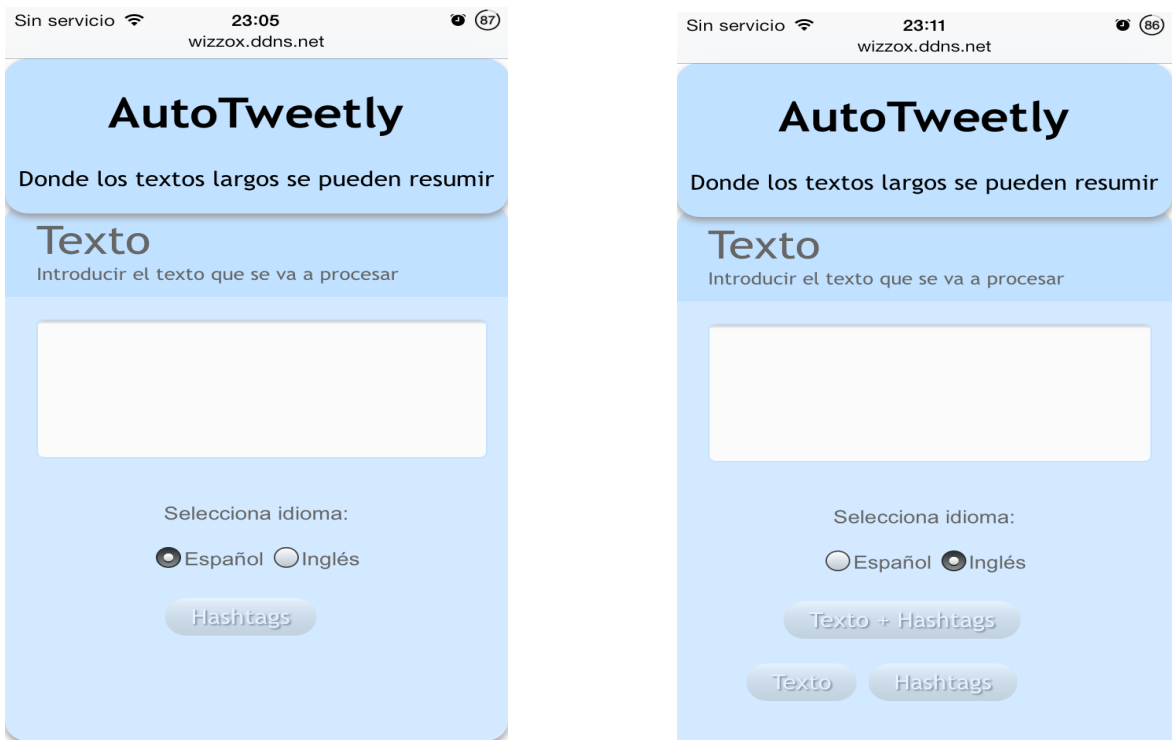 Sin servicio 23:05 87
wizzox.ddns.net
AutoTweetly
Donde los textos largos se pueden resumir
Texto
Introducir el texto que se va a procesar
Selecciona idioma:
Español Inglés
Hashtags
Sin servicio 23:11 86
wizzox.ddns.net
AutoTweetly
Donde los textos largos se pueden resumir
Texto
Introducir el texto que se va a procesar
Selecciona idioma:
Español Inglés
Texto + Hashtags
Texto Hashtags